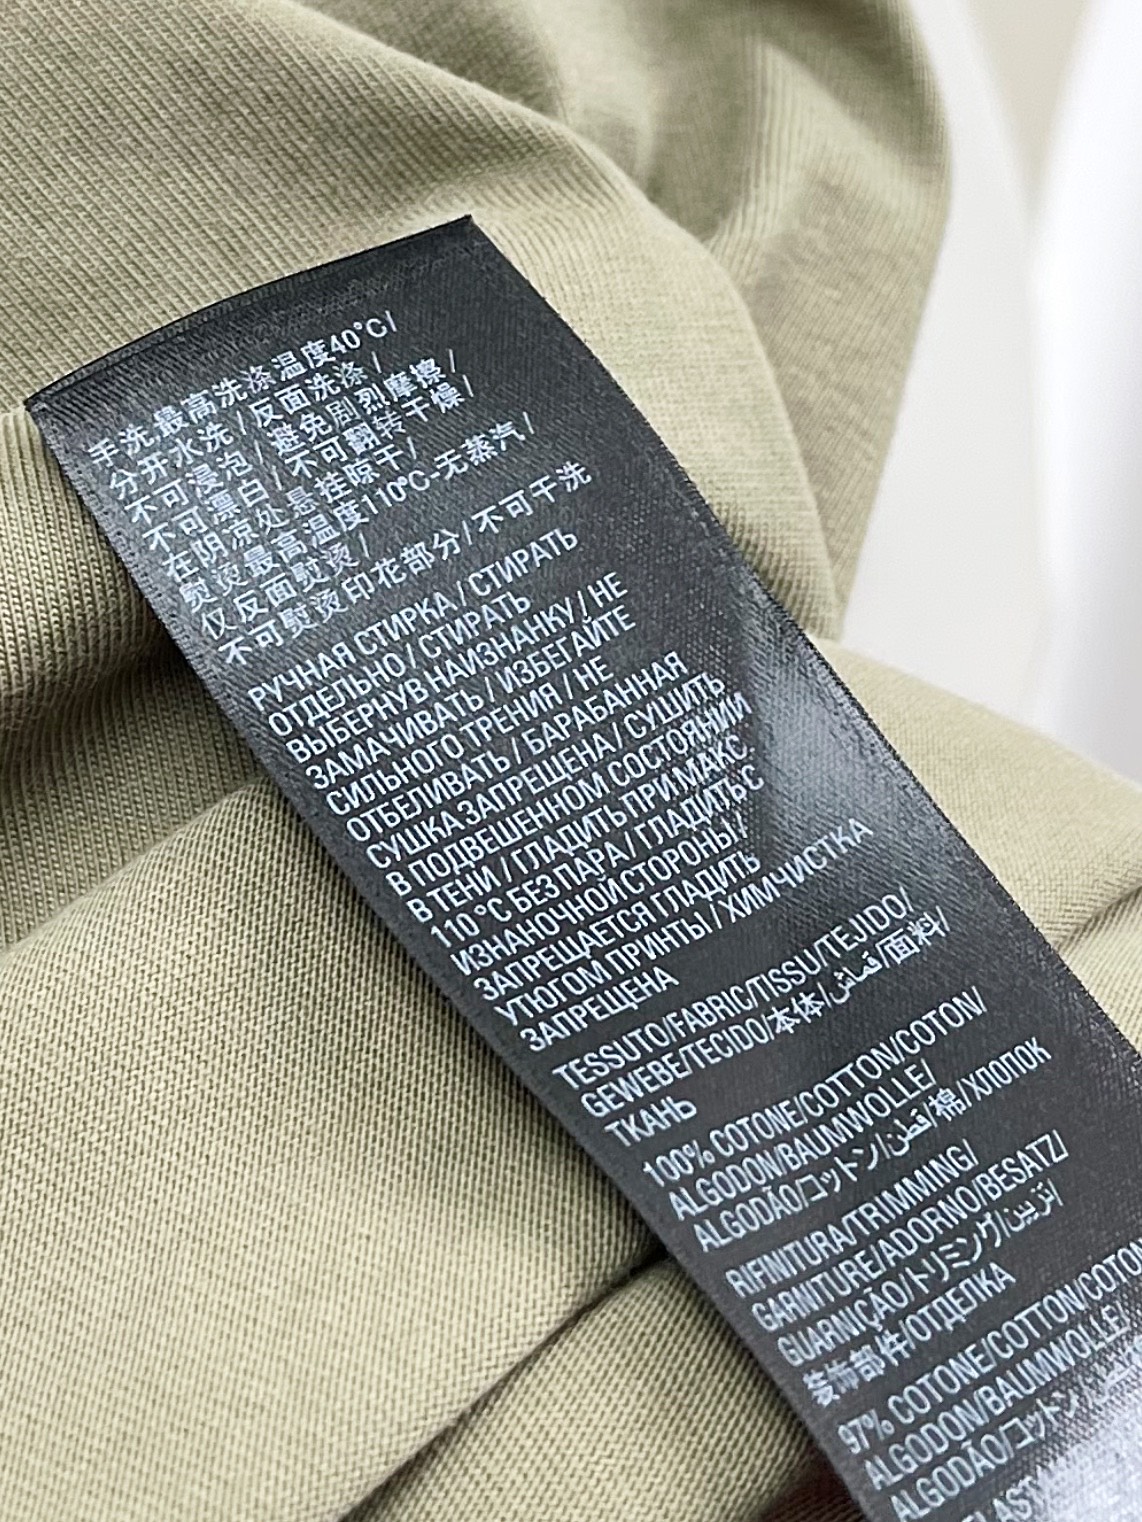 手洗,最高洗涤温度40°C/
分开水洗/反面洗涤/
不可浸泡/避免剧烈摩擦/
不可漂白/不可翻转干燥/
在阴凉处悬挂晾干/
熨烫最高温度110°C-无蒸汽/
仅反面熨烫/
不可熨烫印花部分/不可干洗
РУЧНАЯ СТИРКА / СТИРАТЬ
ОТДЕЛЬНО / СТИРАТЬ
ВЫВЕРНУВ НАИЗНАНКУ / НЕ
ЗАМАЧИВАТЬ / ИЗБЕГАЙТЕ
СИЛЬНОГО ТРЕНИЯ / НЕ
ОТБЕЛИВАТЬ / БАРАБАННАЯ
СУШКА ЗАПРЕЩЕНА / СУШИТЬ
В ПОДВЕШЕННОМ СОСТОЯНИИ
В ТЕНИ / ГЛАДИТЬ ПРИ МАКС.
110 °C БЕЗ ПАРА / ГЛАДИТЬ С
ИЗНАНОЧНОЙ СТОРОНЫ /
ЗАПРЕЩАЕТСЯ ГЛАДИТЬ
УТЮГОМ ПРИНТЫ / ХИМЧИСТКА
ЗАПРЕЩЕНА
TESSUTO/FABRIC/TISSU/TEJIDO/
GEWEBE/TECIDO/本体/قماش/面料/
ТКАНЬ
100% COTONE/COTTON/COTON/
ALGODON/BAUMWOLLE/
ALGODÃO/コットン/قطن/棉/ХЛОПОК
RIFINITURA/TRIMMING/
GARNITURE/ADORNO/BESATZ/
GUARNIÇÃO/トリミング/تزيين/
装饰部件/ОТДЕЛКА
97% COTONE/COTTON/COTON
ALGODON/BAUMWOLLE/
ALGODÃO/コットン/
ELAST